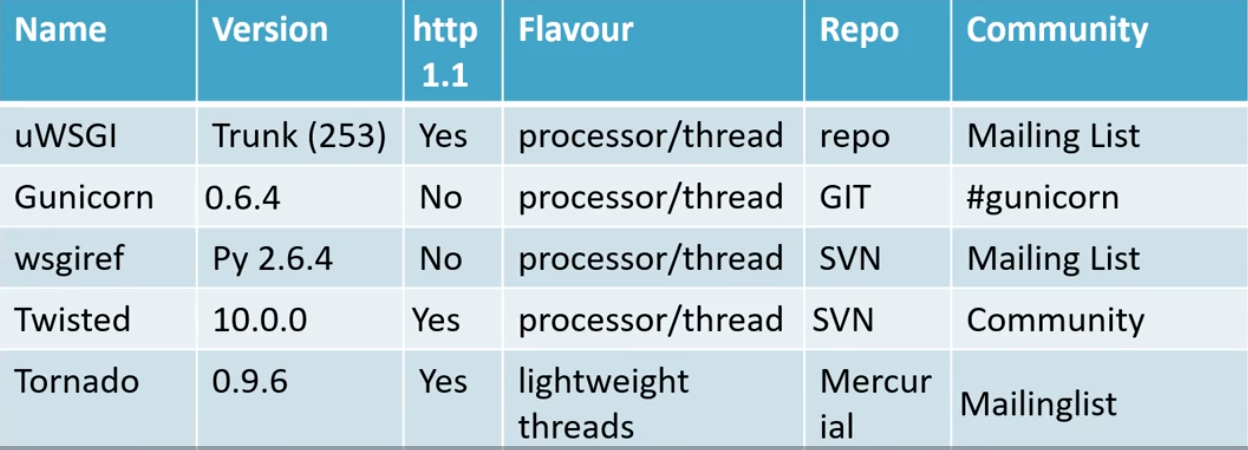 Name Version http 1.1 Flavour Repo Community
uWSGI Trunk (253) Yes processor/thread repo Mailing List
Gunicorn 0.6.4 No processor/thread GIT #gunicorn
wsgiref Py 2.6.4 No processor/thread SVN Mailing List
Twisted 10.0.0 Yes processor/thread SVN Community
Tornado 0.9.6 Yes lightweight threads Mercurial Mailinglist